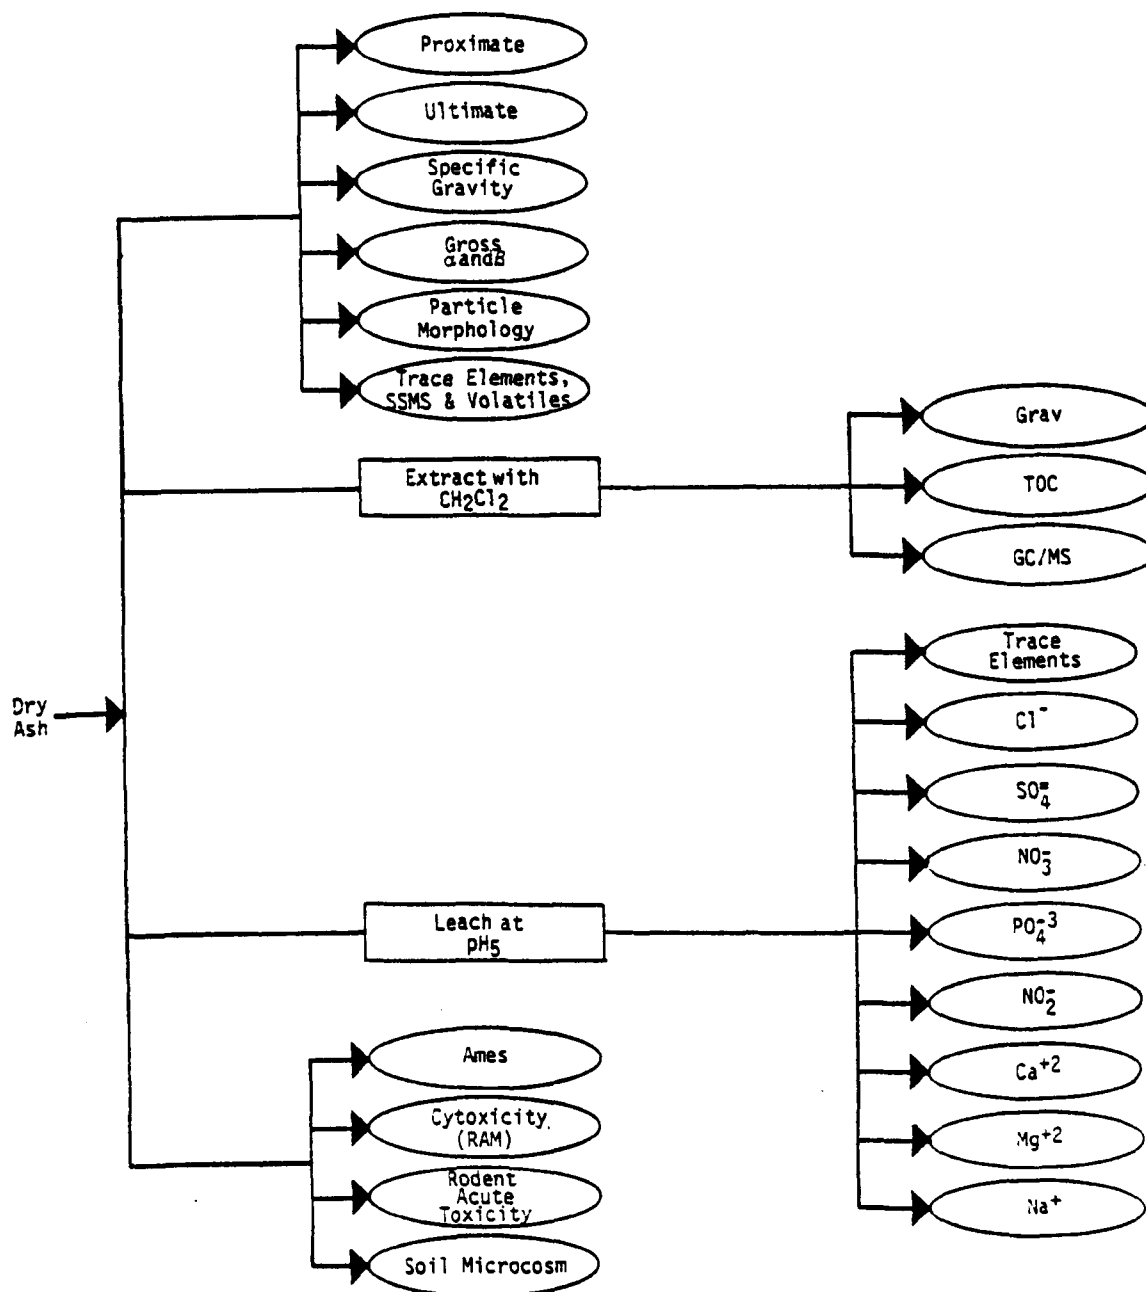 Proximate
Ultimate
Specific
Gravity
Gross
α and β
Particle
Morphology
Trace Elements,
SSMS & Volatiles
Extract with
CH₂Cl₂
Grav
TOC
GC/MS
Dry
Ash
Leach at
pH5
Trace
Elements
Cl⁻
SO₄⁼
NO₃⁻
PO₄⁻³
NO₂⁻
Ca⁺²
Mg⁺²
Na⁺
Ames
Cytoxicity
(RAM)
Rodent
Acute
Toxicity
Soil Microcosm